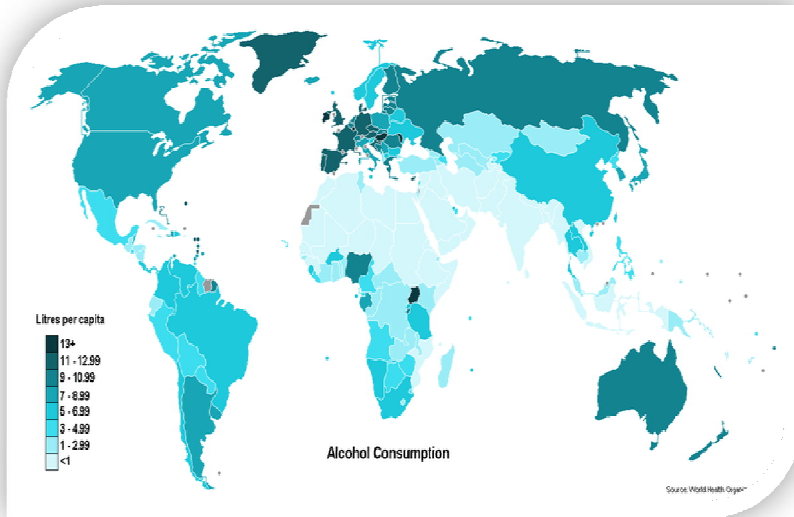 Litres per capita
13+
11 - 12.99
9 - 10.99
7 - 8.99
5 - 6.99
3 - 4.99
1 - 2.99
<1
Alcohol Consumption
Source: World Health